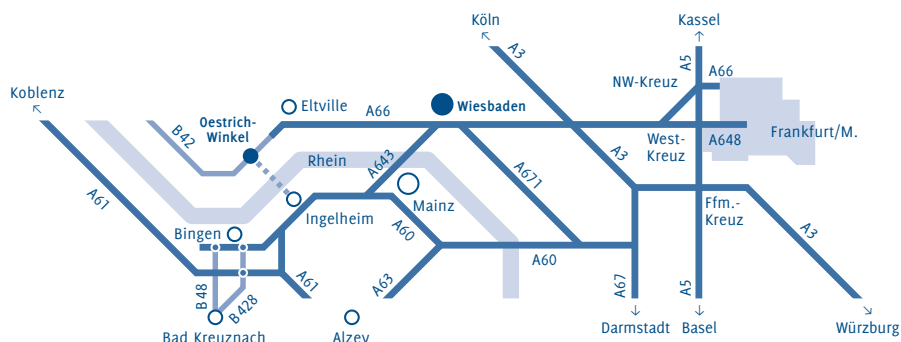 Köln
Kassel
A3
A5
NW-Kreuz
A66
Koblenz
Eltville
Wiesbaden
Oestrich-
Winkel
A66
B42
West-
Kreuz
A648
Frankfurt/M.
Rhein
A643
A3
A671
Mainz
A61
Ingelheim
Ffm.-
Kreuz
Bingen
A60
A3
A60
A61
A63
A67
A5
B48
B428
Bad Kreuznach
Alzey
Darmstadt
Basel
Würzburg